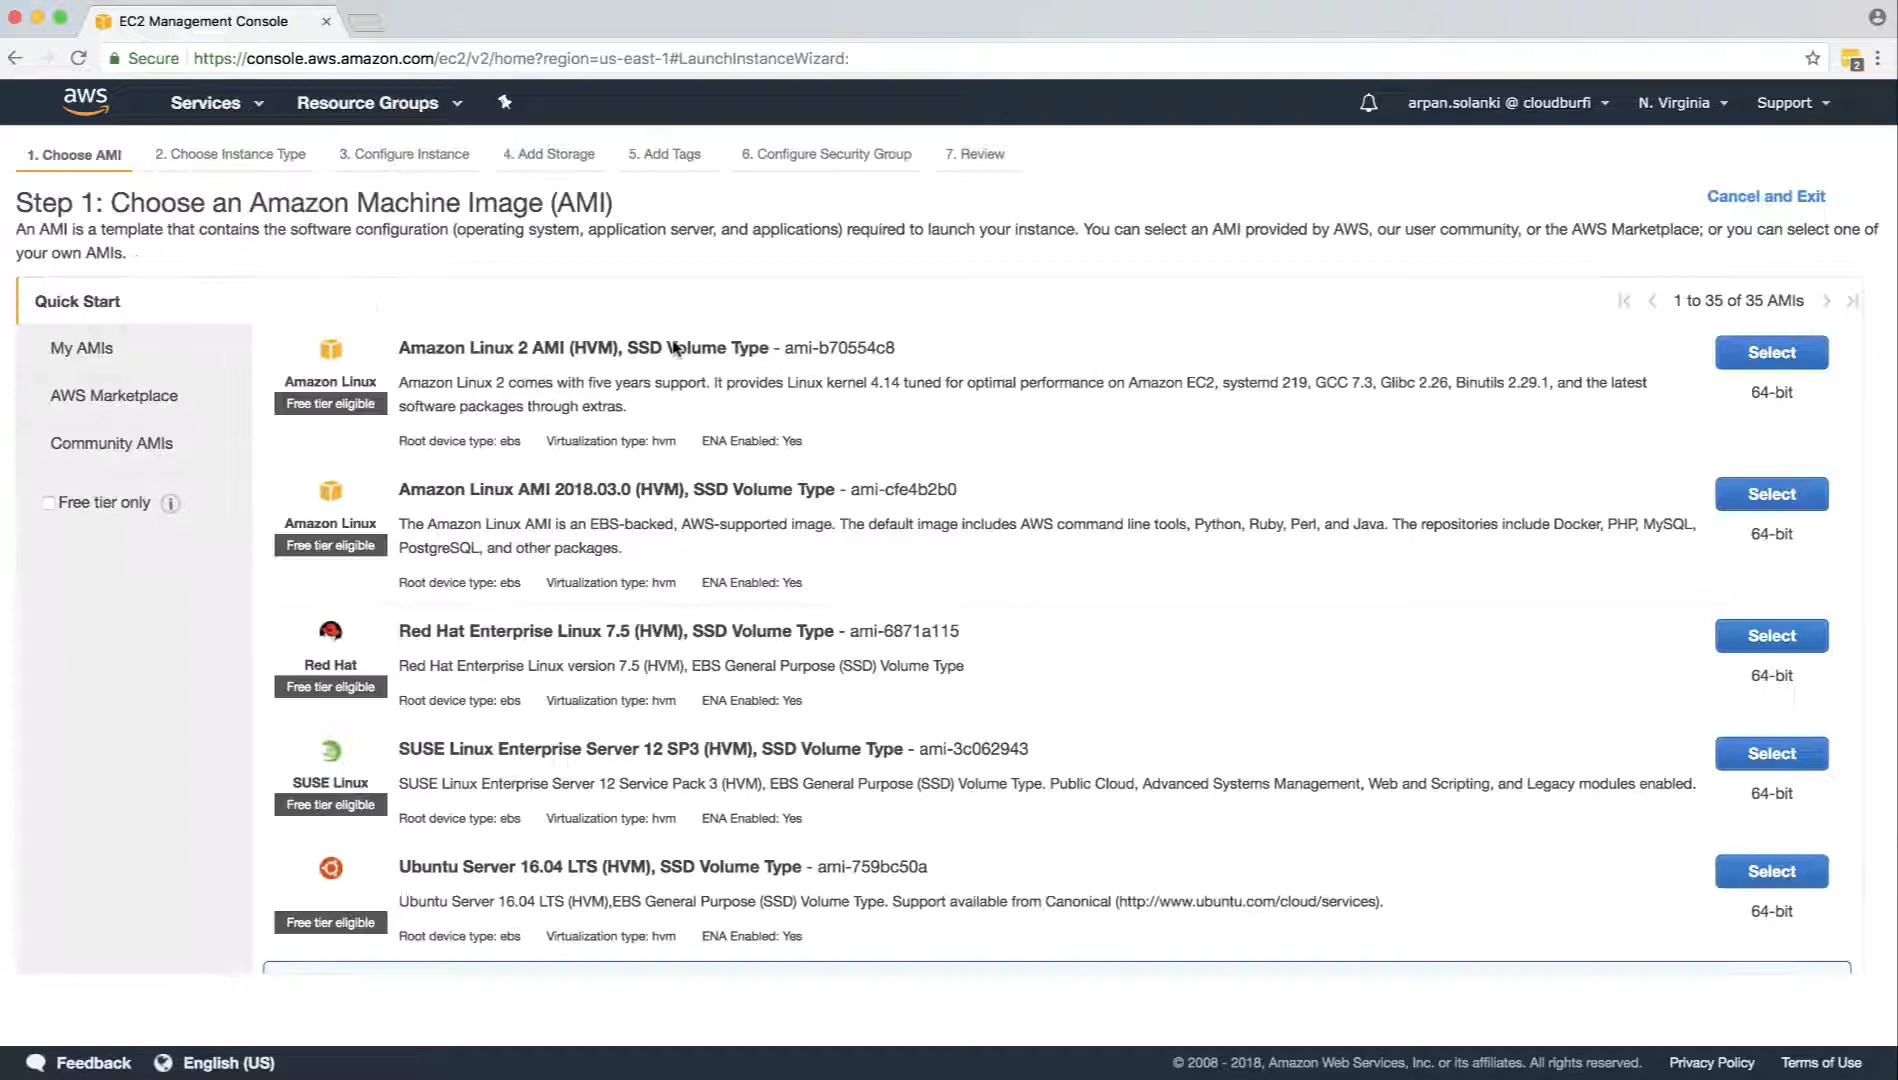 EC2 Management Console
Secure https://console.aws.amazon.com/ec2/v2/home?region=us-east-1#LaunchInstanceWizard:
2
aws Services Resource Groups arpan.solanki @ cloudburfi N. Virginia Support
1. Choose AMI 2. Choose Instance Type 3. Configure Instance 4. Add Storage 5. Add Tags 6. Configure Security Group 7. Review
Step 1: Choose an Amazon Machine Image (AMI)
Cancel and Exit
An AMI is a template that contains the software configuration (operating system, application server, and applications) required to launch your instance. You can select an AMI provided by AWS, our user community, or the AWS Marketplace; or you can select one of
your own AMIs.
Quick Start
1 to 35 of 35 AMIs
My AMIs
AWS Marketplace
Community AMIs
Free tier only
Amazon Linux 2 AMI (HVM), SSD Volume Type - ami-b70554c8
Select
Amazon Linux
Free tier eligible
Amazon Linux 2 comes with five years support. It provides Linux kernel 4.14 tuned for optimal performance on Amazon EC2, systemd 219, GCC 7.3, Glibc 2.26, Binutils 2.29.1, and the latest
software packages through extras.
64-bit
Root device type: ebs Virtualization type: hvm ENA Enabled: Yes
Amazon Linux AMI 2018.03.0 (HVM), SSD Volume Type - ami-cfe4b2b0
Select
Amazon Linux
Free tier eligible
The Amazon Linux AMI is an EBS-backed, AWS-supported image. The default image includes AWS command line tools, Python, Ruby, Perl, and Java. The repositories include Docker, PHP, MySQL,
PostgreSQL, and other packages.
64-bit
Root device type: ebs Virtualization type: hvm ENA Enabled: Yes
Red Hat Enterprise Linux 7.5 (HVM), SSD Volume Type - ami-6871a115
Select
Red Hat
Free tier eligible
Red Hat Enterprise Linux version 7.5 (HVM), EBS General Purpose (SSD) Volume Type
64-bit
Root device type: ebs Virtualization type: hvm ENA Enabled: Yes
SUSE Linux Enterprise Server 12 SP3 (HVM), SSD Volume Type - ami-3c062943
Select
SUSE Linux
Free tier eligible
SUSE Linux Enterprise Server 12 Service Pack 3 (HVM), EBS General Purpose (SSD) Volume Type. Public Cloud, Advanced Systems Management, Web and Scripting, and Legacy modules enabled.
64-bit
Root device type: ebs Virtualization type: hvm ENA Enabled: Yes
Ubuntu Server 16.04 LTS (HVM), SSD Volume Type - ami-759bc50a
Select
Free tier eligible
Ubuntu Server 16.04 LTS (HVM),EBS General Purpose (SSD) Volume Type. Support available from Canonical (http://www.ubuntu.com/cloud/services).
64-bit
Root device type: ebs Virtualization type: hvm ENA Enabled: Yes
Feedback English (US) © 2008 - 2018, Amazon Web Services, Inc. or its affiliates. All rights reserved. Privacy Policy Terms of Use